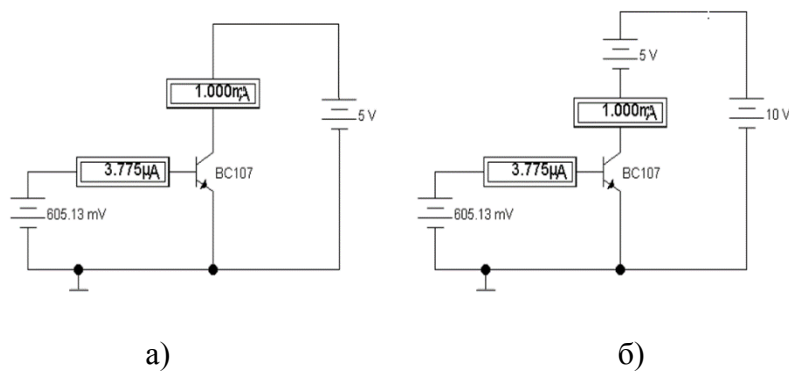 1.000mA
5 V
3.775µA
BC107
605.13 mV
а)
5 V
1.000mA
10 V
3.775µA
BC107
605.13 mV
б)